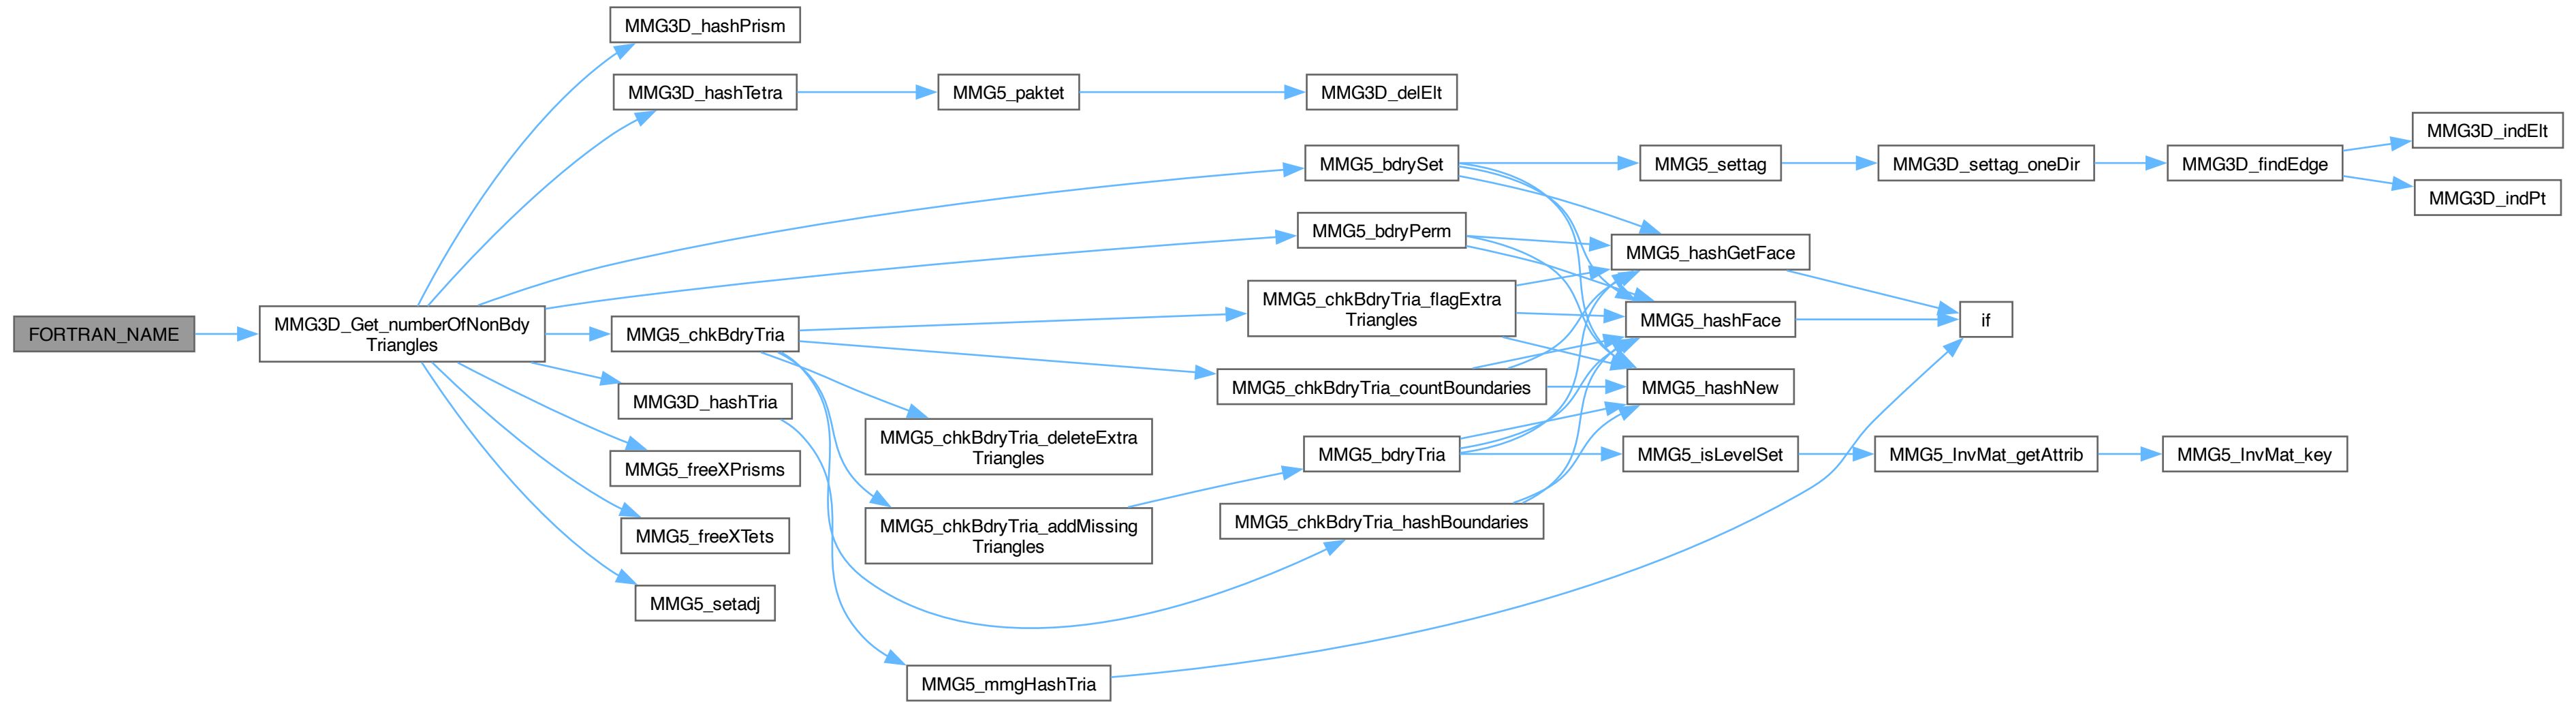 FORTRAN_NAME
MMG3D_Get_numberOfNonBdy
Triangles
MMG3D_hashPrism
MMG3D_hashTetra
MMG5_chkBdryTria
MMG3D_hashTria
MMG5_freeXPrisms
MMG5_freeXTets
MMG5_setadj
MMG5_paktet
MMG5_chkBdryTria_deleteExtra
Triangles
MMG5_chkBdryTria_addMissing
Triangles
MMG5_mmgHashTria
MMG3D_delElt
MMG5_bdrySet
MMG5_bdryPerm
MMG5_chkBdryTria_flagExtra
Triangles
MMG5_chkBdryTria_countBoundaries
MMG5_bdryTria
MMG5_chkBdryTria_hashBoundaries
MMG5_settag
MMG5_hashGetFace
MMG5_hashFace
MMG5_hashNew
MMG5_isLevelSet
MMG3D_settag_oneDir
if
MMG5_InvMat_getAttrib
MMG3D_findEdge
MMG5_InvMat_key
MMG3D_indElt
MMG3D_indPt